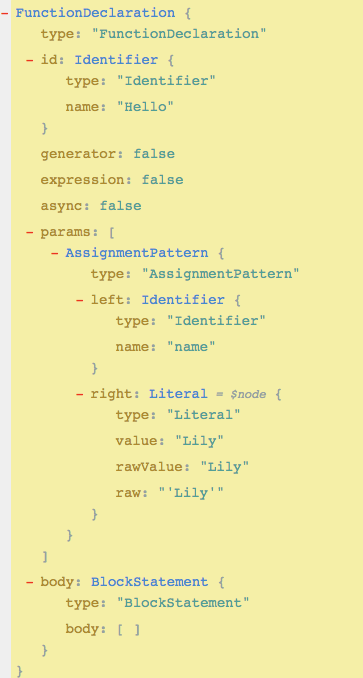 – FunctionDeclaration {
type: "FunctionDeclaration"
– id: Identifier {
type: "Identifier"
name: "Hello"
}
generator: false
expression: false
async: false
– params: [
– AssignmentPattern {
type: "AssignmentPattern"
– left: Identifier {
type: "Identifier"
name: "name"
}
– right: Literal = $node {
type: "Literal"
value: "Lily"
rawValue: "Lily"
raw: "'Lily'"
}
}
]
– body: BlockStatement {
type: "BlockStatement"
body: [ ]
}
}